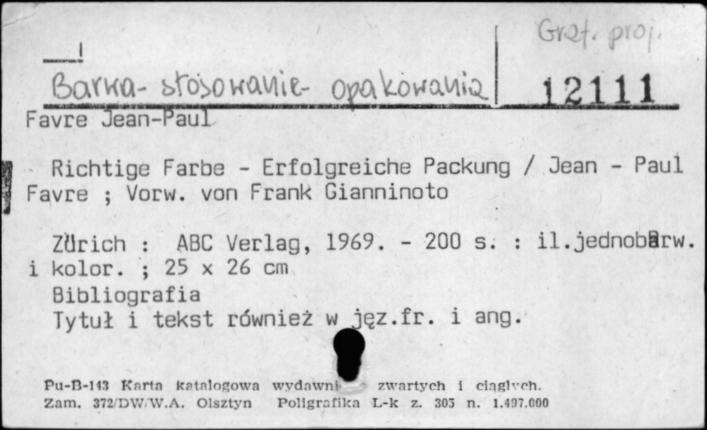 Graf. proj.
Barwa - stosowanie - opakowania
12111
Favre Jean-Paul
Richtige Farbe - Erfolgreiche Packung / Jean - Paul
Favre ; Vorw. von Frank Gianninoto
Zürich : ABC Verlag, 1969. - 200 s. : il.jednobarw.
i kolor. ; 25 x 26 cm
Bibliografia
Tytuł i tekst również w jęz.fr. i ang.
Pu-B-143 Karta katalogowa wydawni zwartych i ciągłych.
Zam. 372/DW/W.A. Olsztyn Poligrafika L-k z. 305 n. 1.497.000